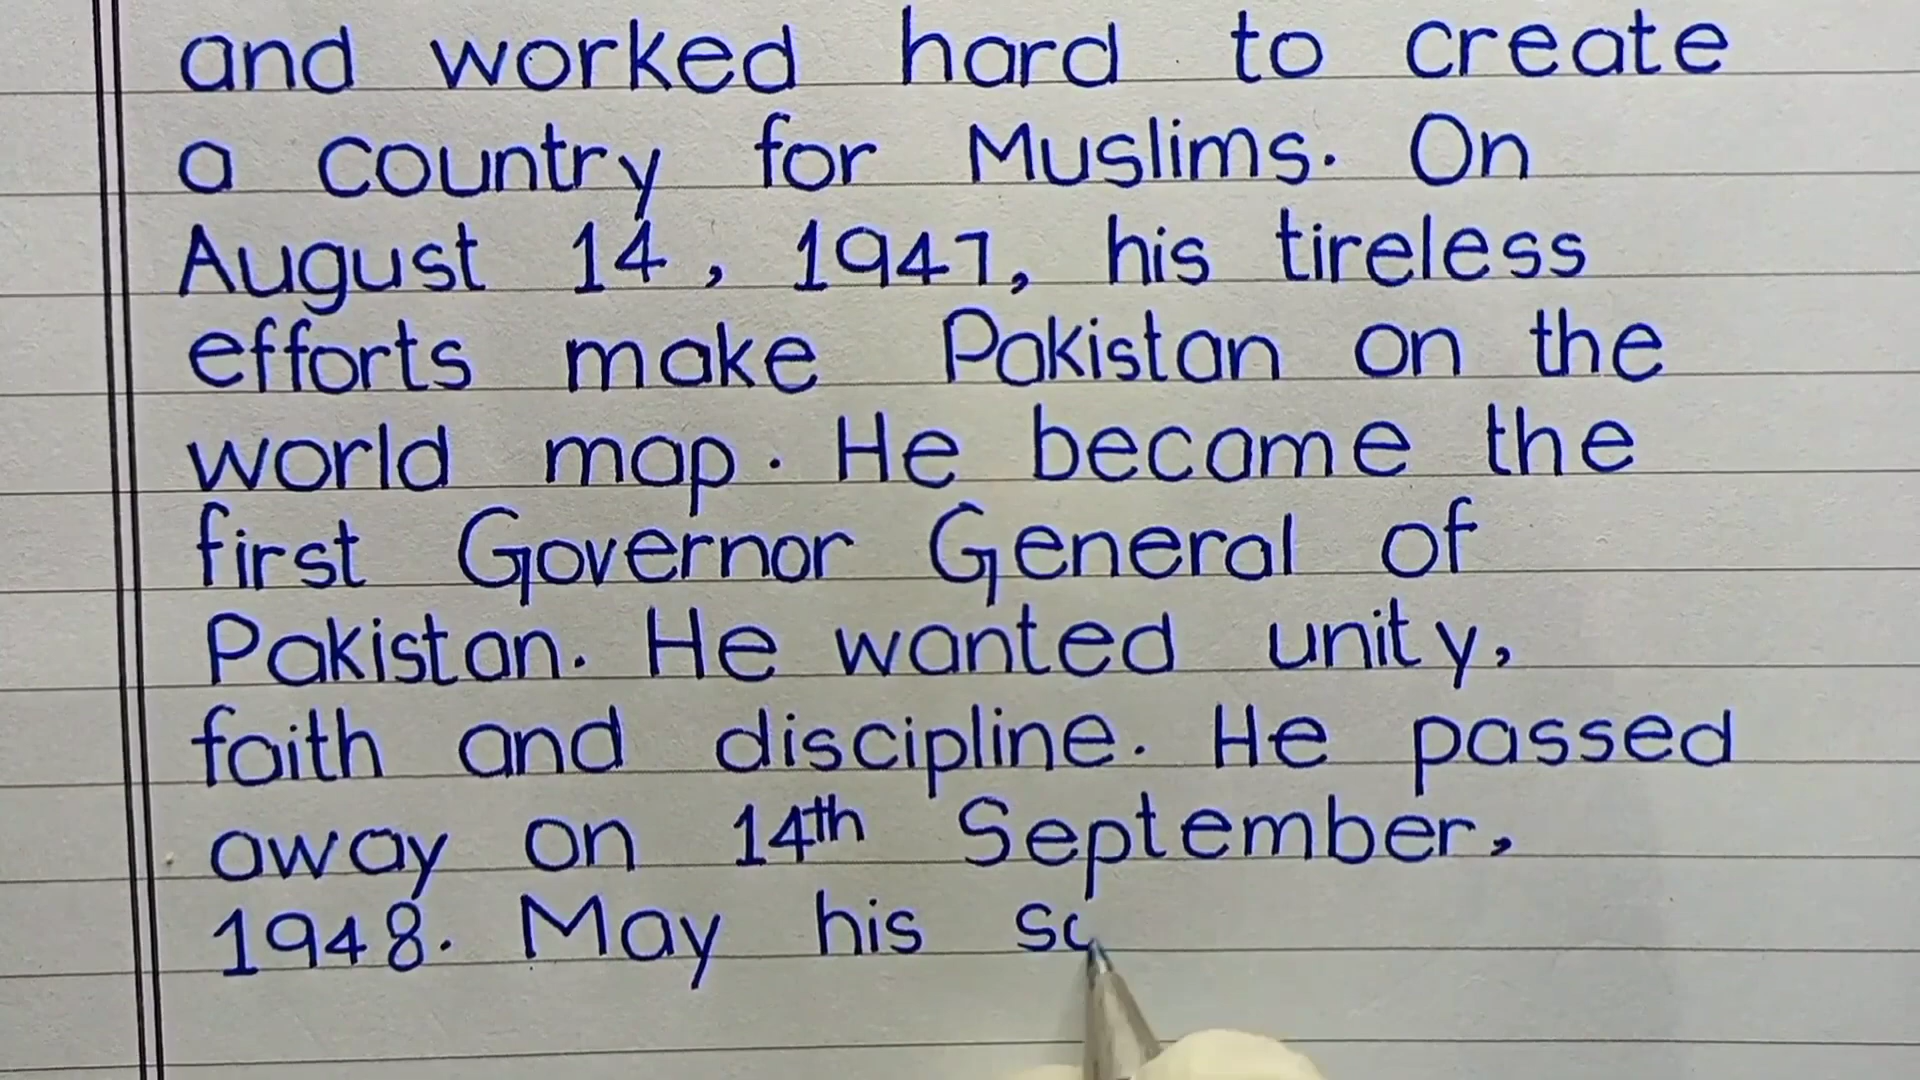 and worked hard to create
a country for Muslims. On
August 14, 1947, his tireless
efforts make Pakistan on the
world map. He became the
first Governor General of
Pakistan. He wanted unity,
faith and discipline. He passed
away on 14th September,
1948. May his